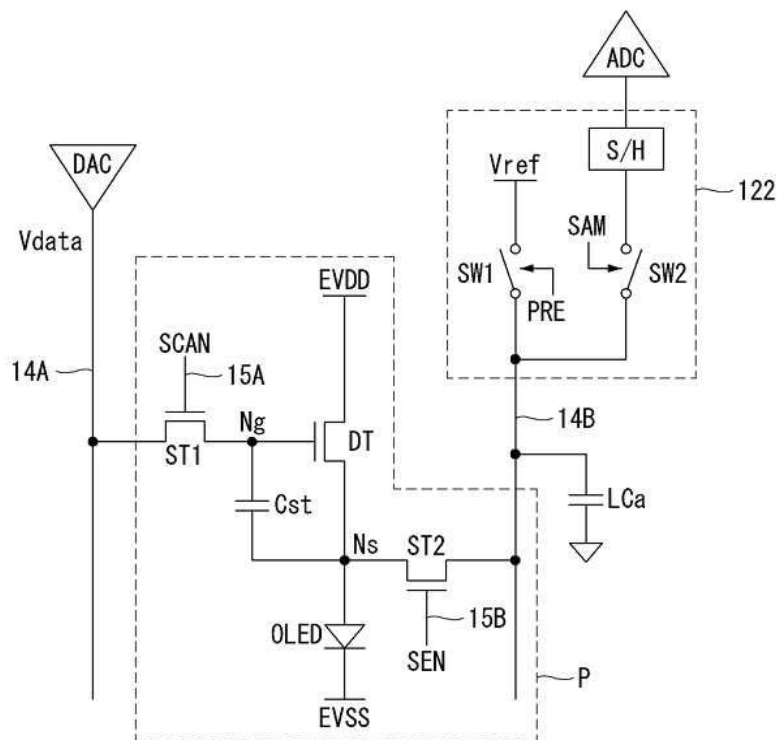 ADC
DAC
S/H
Vref
122
SAM
Vdata
SW1
SW2
EVDD
PRE
SCAN
14A
15A
14B
Ng
DT
ST1
Cst
LCa
Ns
ST2
OLED
15B
SEN
P
EVSS